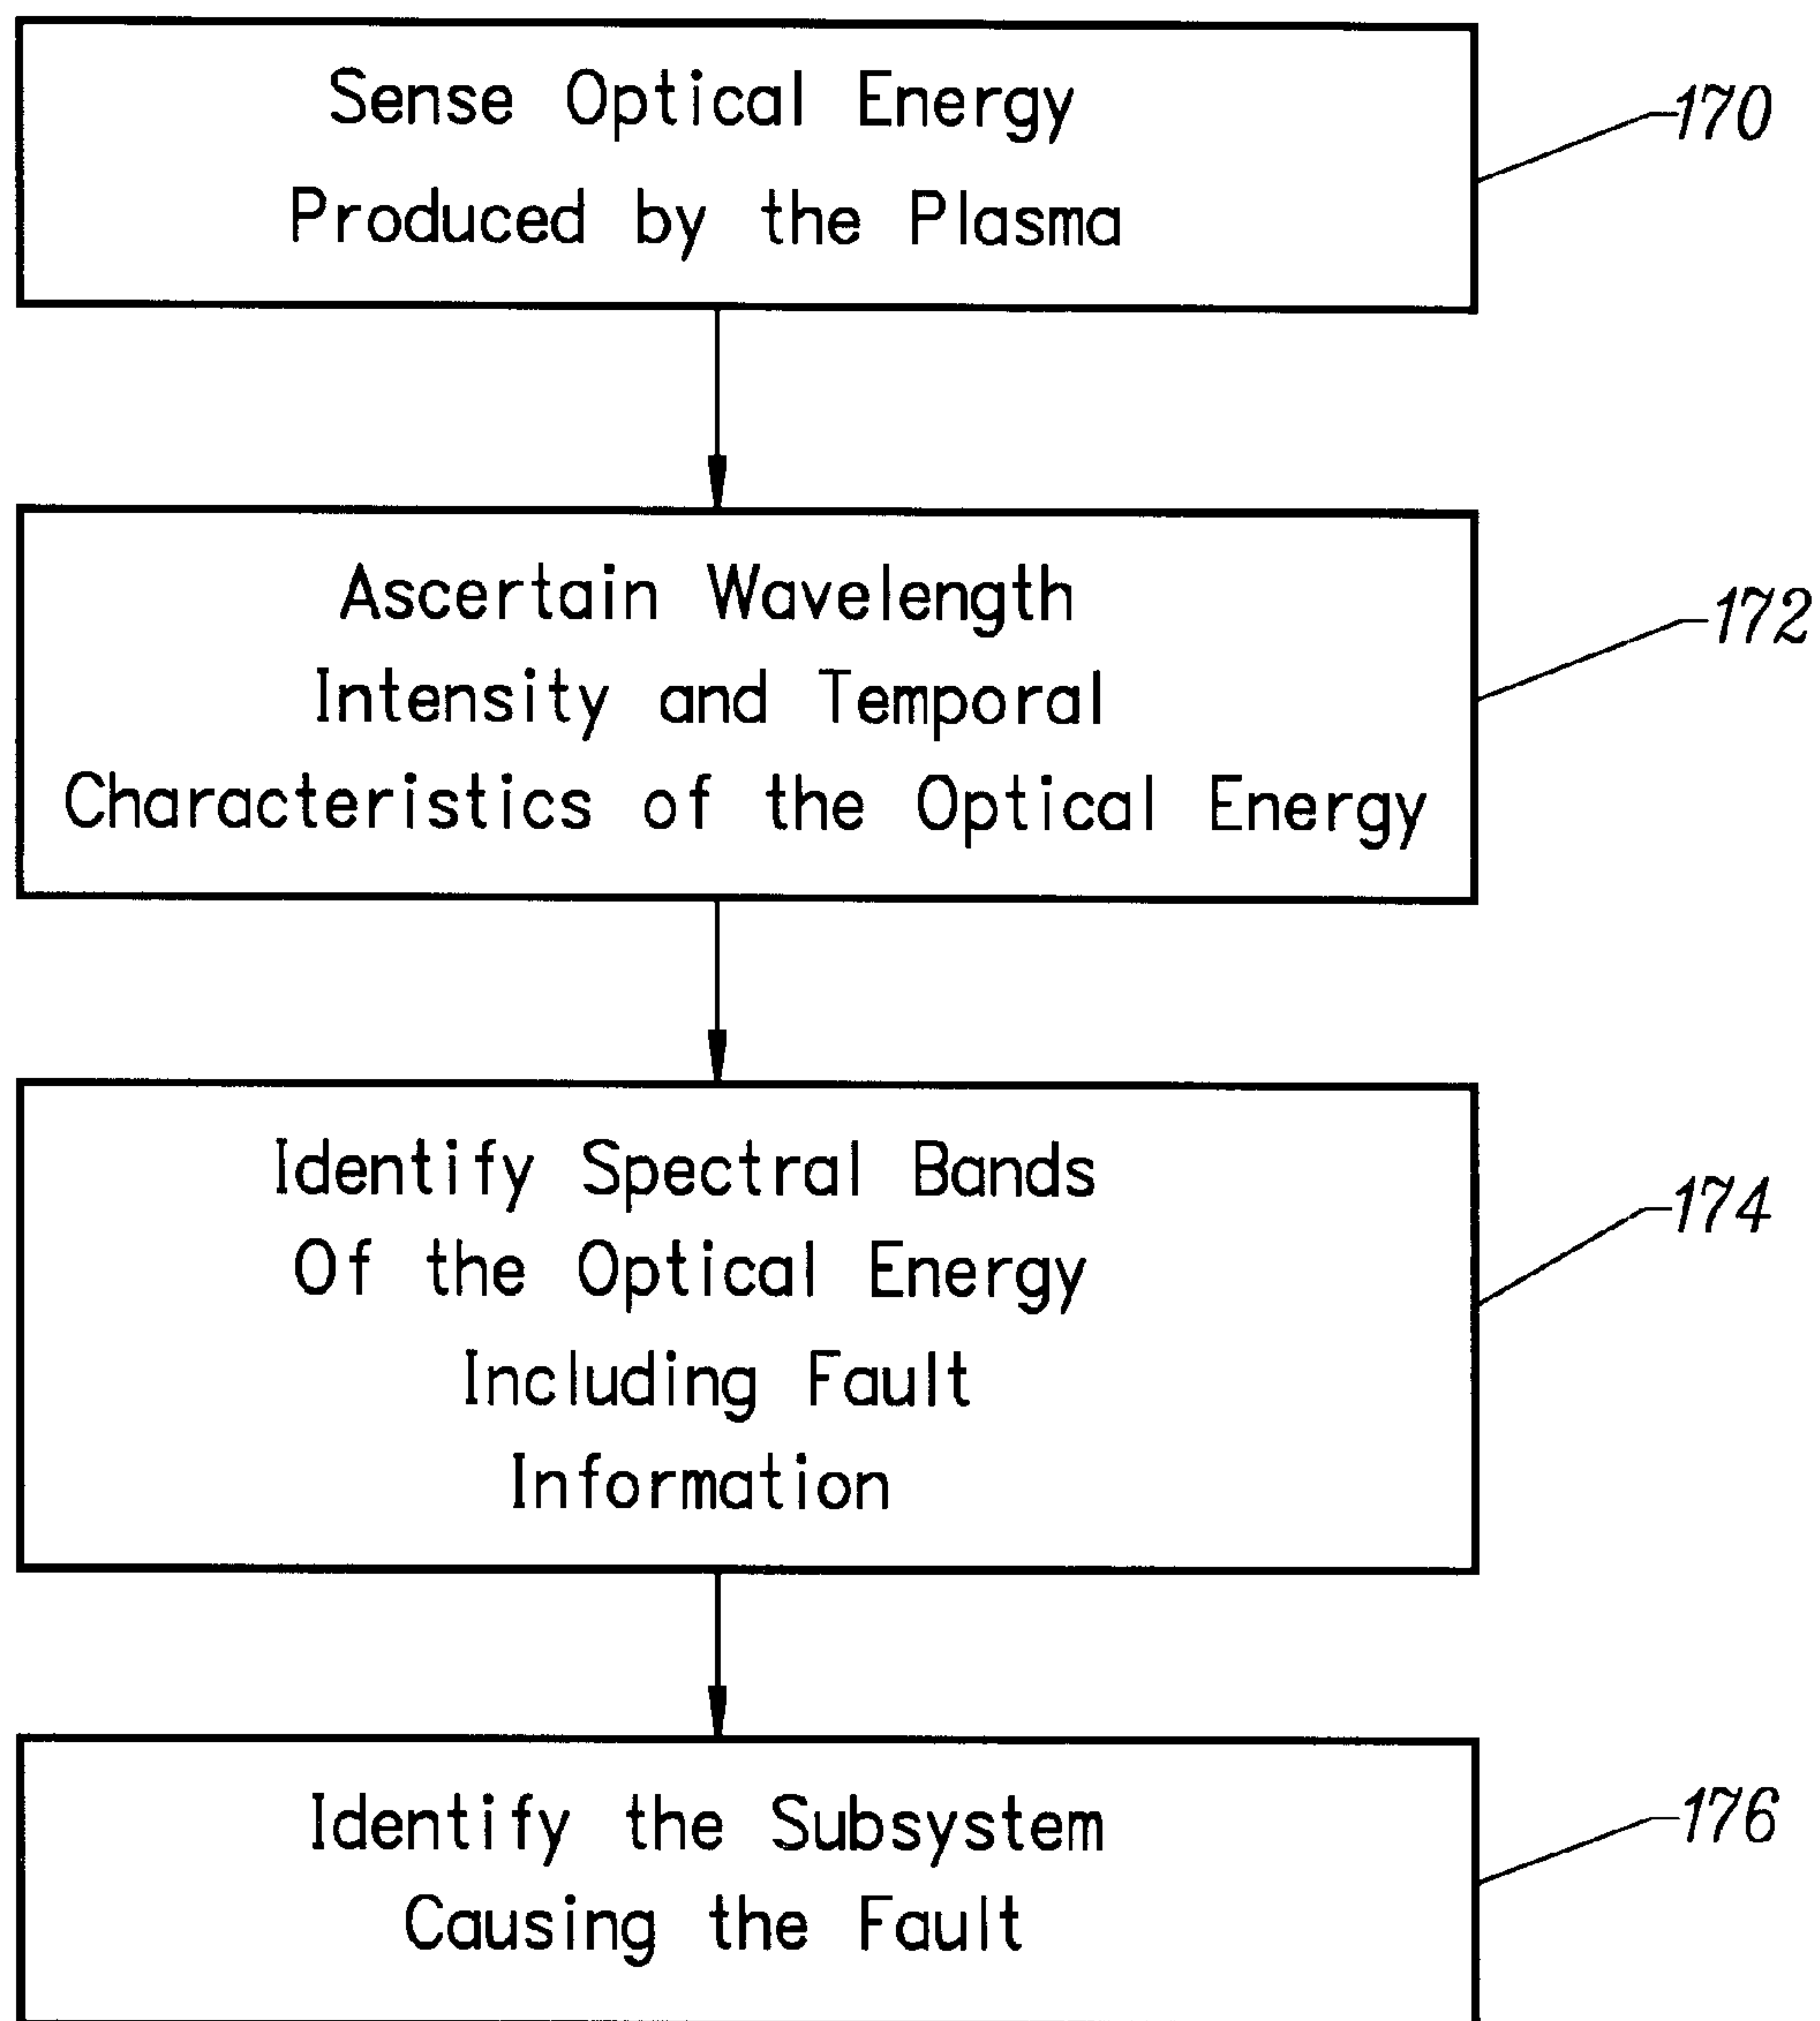 Sense Optical Energy
Produced by the Plasma
170
Ascertain Wavelength
Intensity and Temporal
Characteristics of the Optical Energy
172
Identify Spectral Bands
Of the Optical Energy
Including Fault
Information
174
Identify the Subsystem
Causing the Fault
176